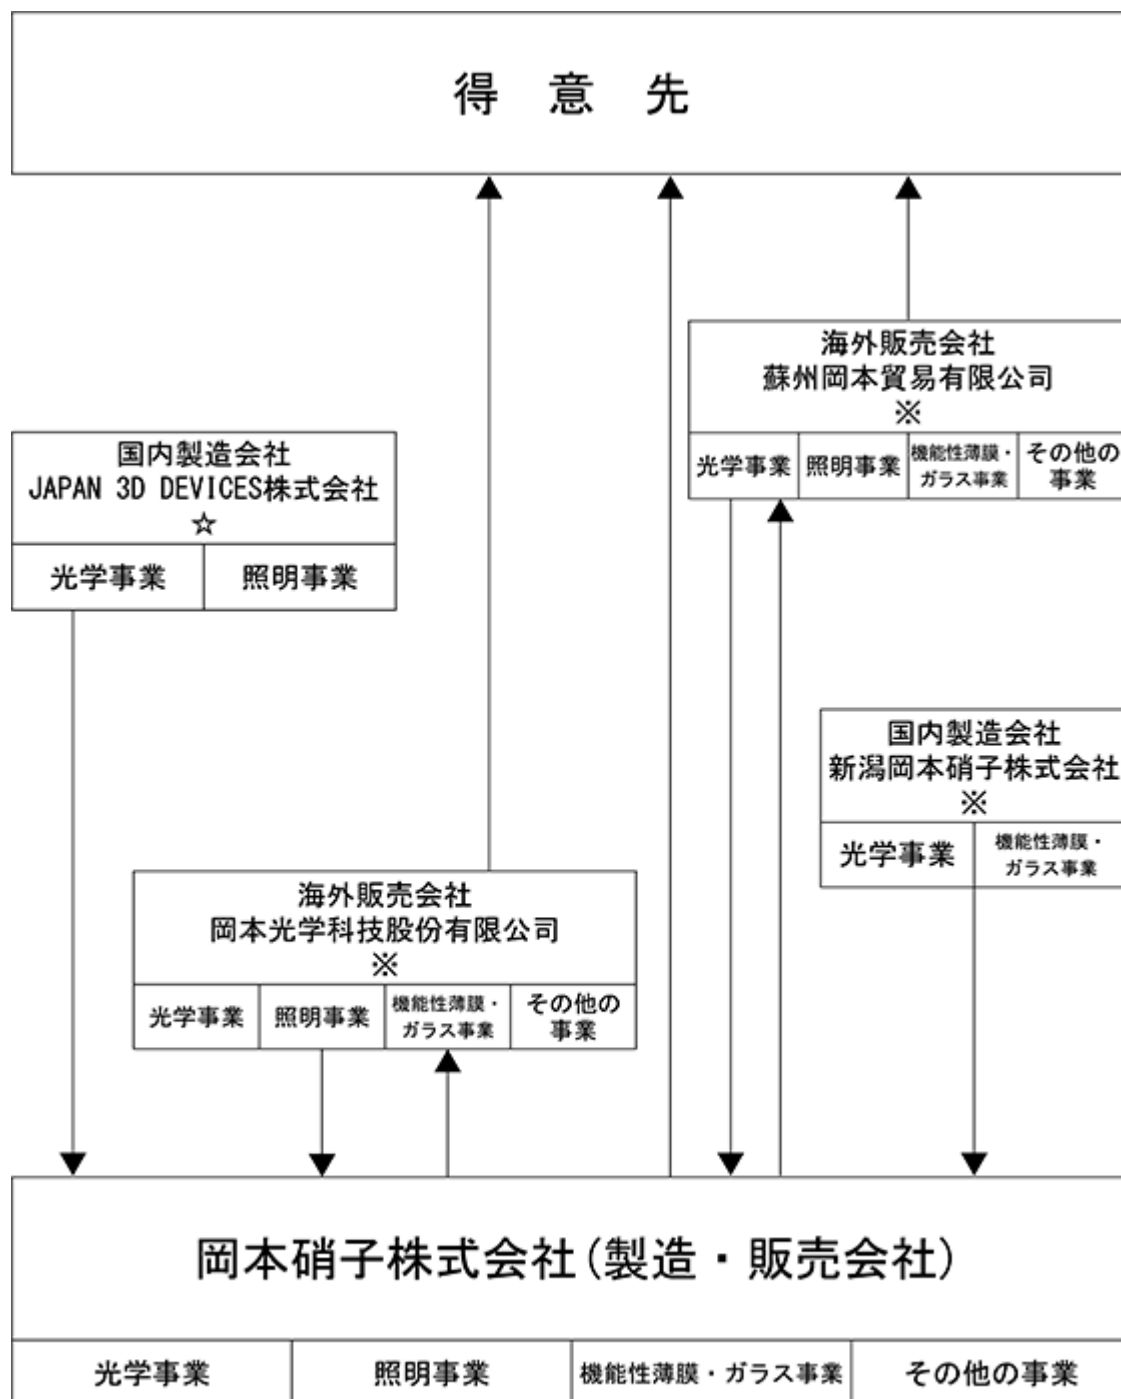 得 意 先
海外販売会社
蘇州岡本貿易有限公司
※
光学事業
照明事業
機能性薄膜・
ガラス事業
その他の
事業
国内製造会社
JAPAN 3D DEVICES株式会社
☆
光学事業
照明事業
国内製造会社
新潟岡本硝子株式会社
※
光学事業
機能性薄膜・
ガラス事業
海外販売会社
岡本光学科技股份有限公司
※
光学事業
照明事業
機能性薄膜・
ガラス事業
その他の
事業
岡本硝子株式会社(製造・販売会社)
光学事業
照明事業
機能性薄膜・ガラス事業
その他の事業